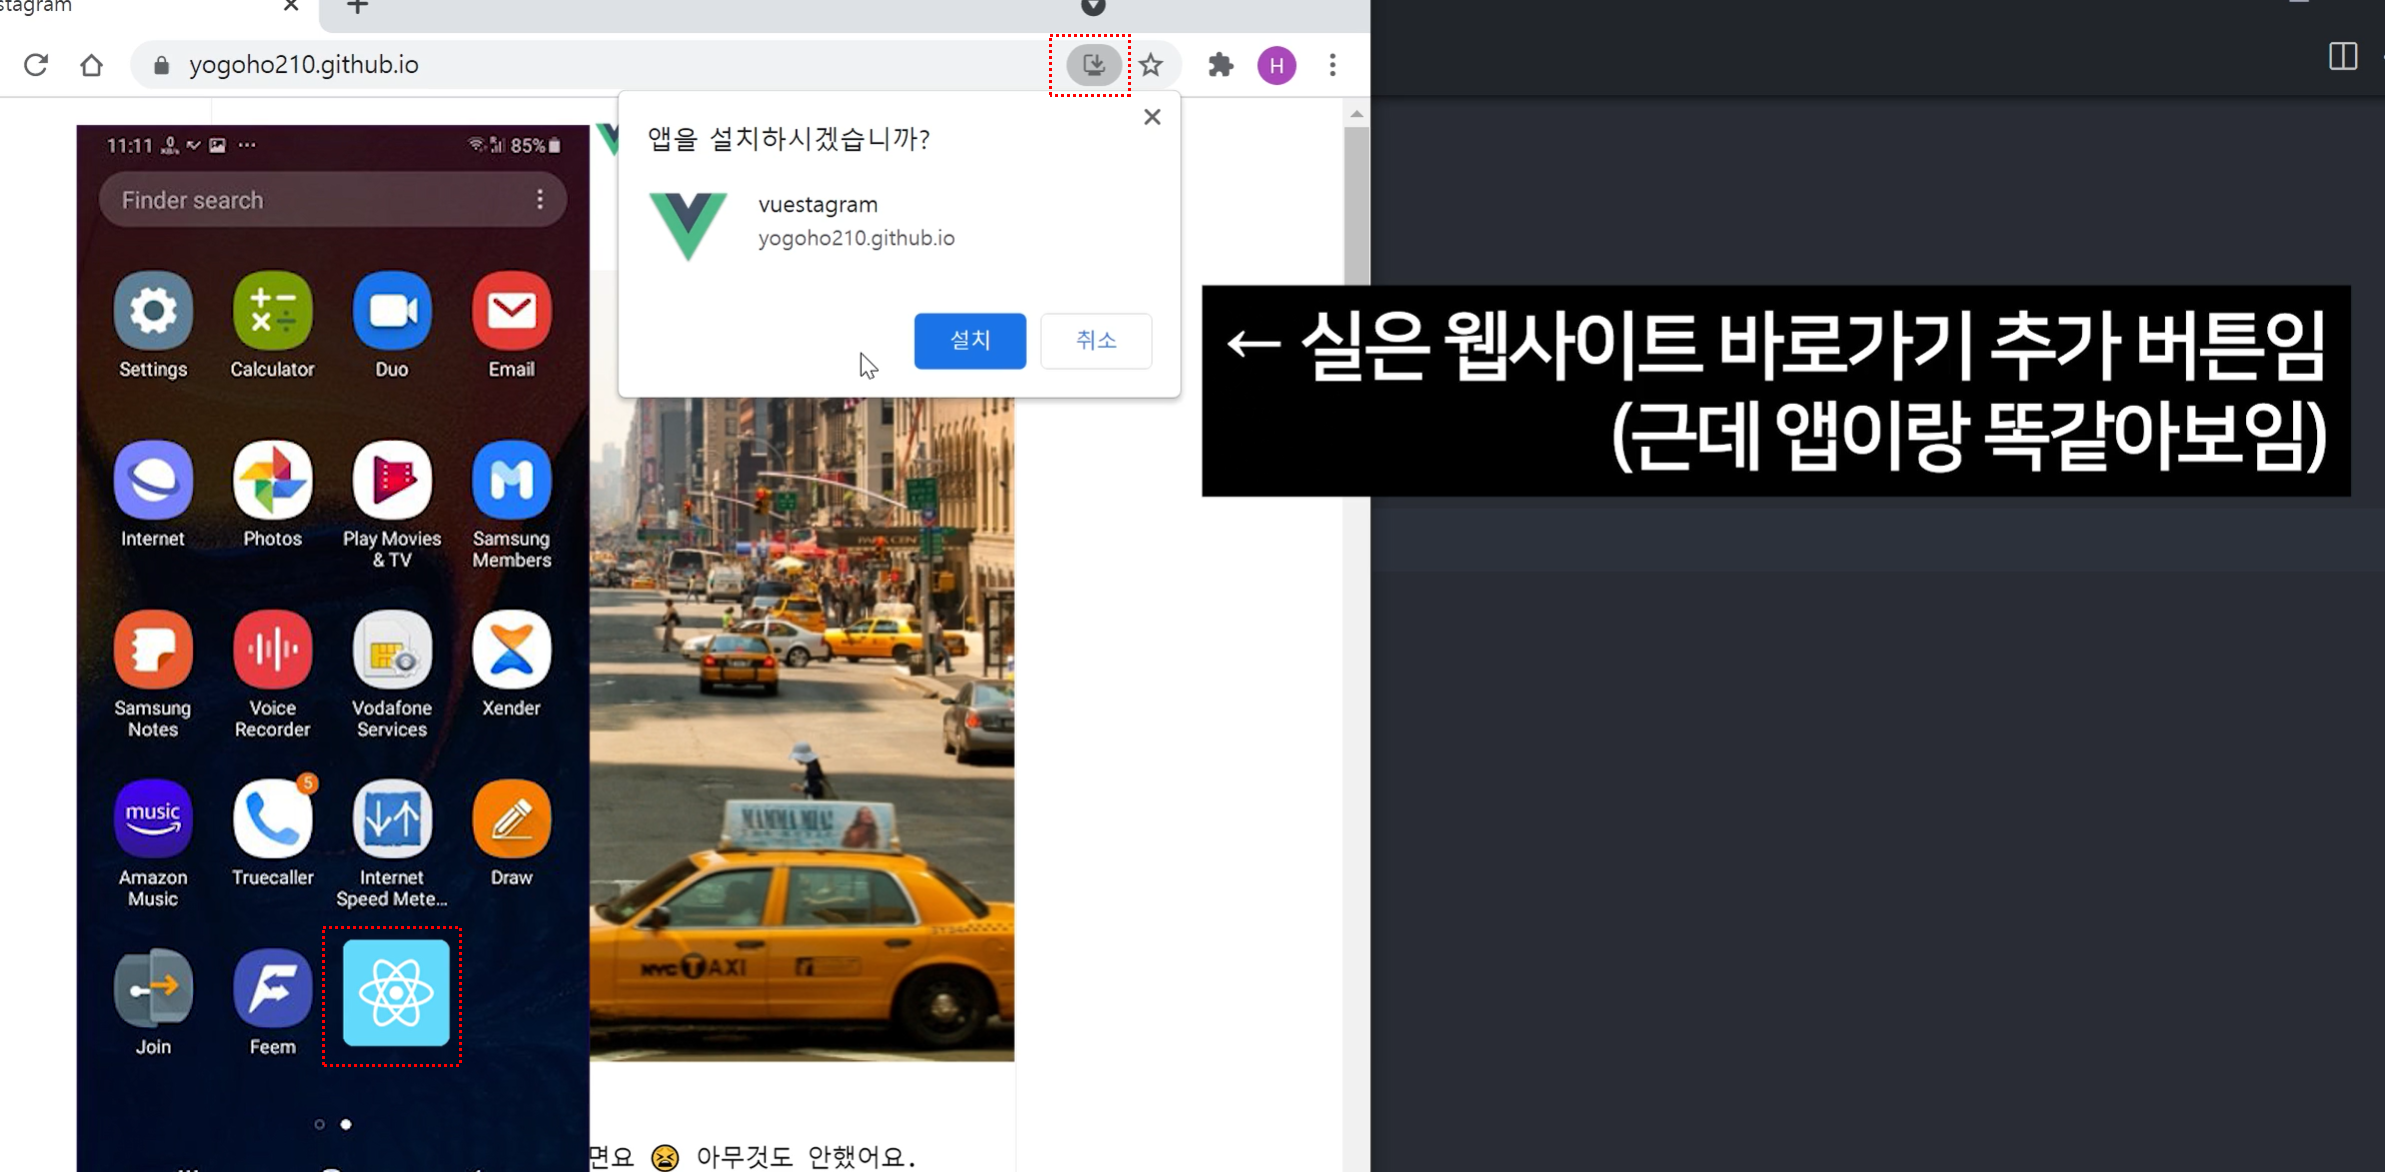 stagram
yogoho210.github.io
H
11:11
85%
Finder search
Settings
Calculator
Duo
Email
Internet
Photos
Play Movies
& TV
Samsung
Members
Samsung
Notes
Voice
Recorder
Vodafone
Services
Xender
music
5
Amazon
Music
Truecaller
Internet
Speed Mete...
Draw
Join
Feem
앱을 설치하시겠습니까?
vuestagram
yogoho210.github.io
설치
취소
← 실은 웹사이트 바로가기 추가 버튼임
(근데 앱이랑 똑같아보임)
MAMMA MIA!
NYC TAXI
면요 😫 아무것도 안했어요.